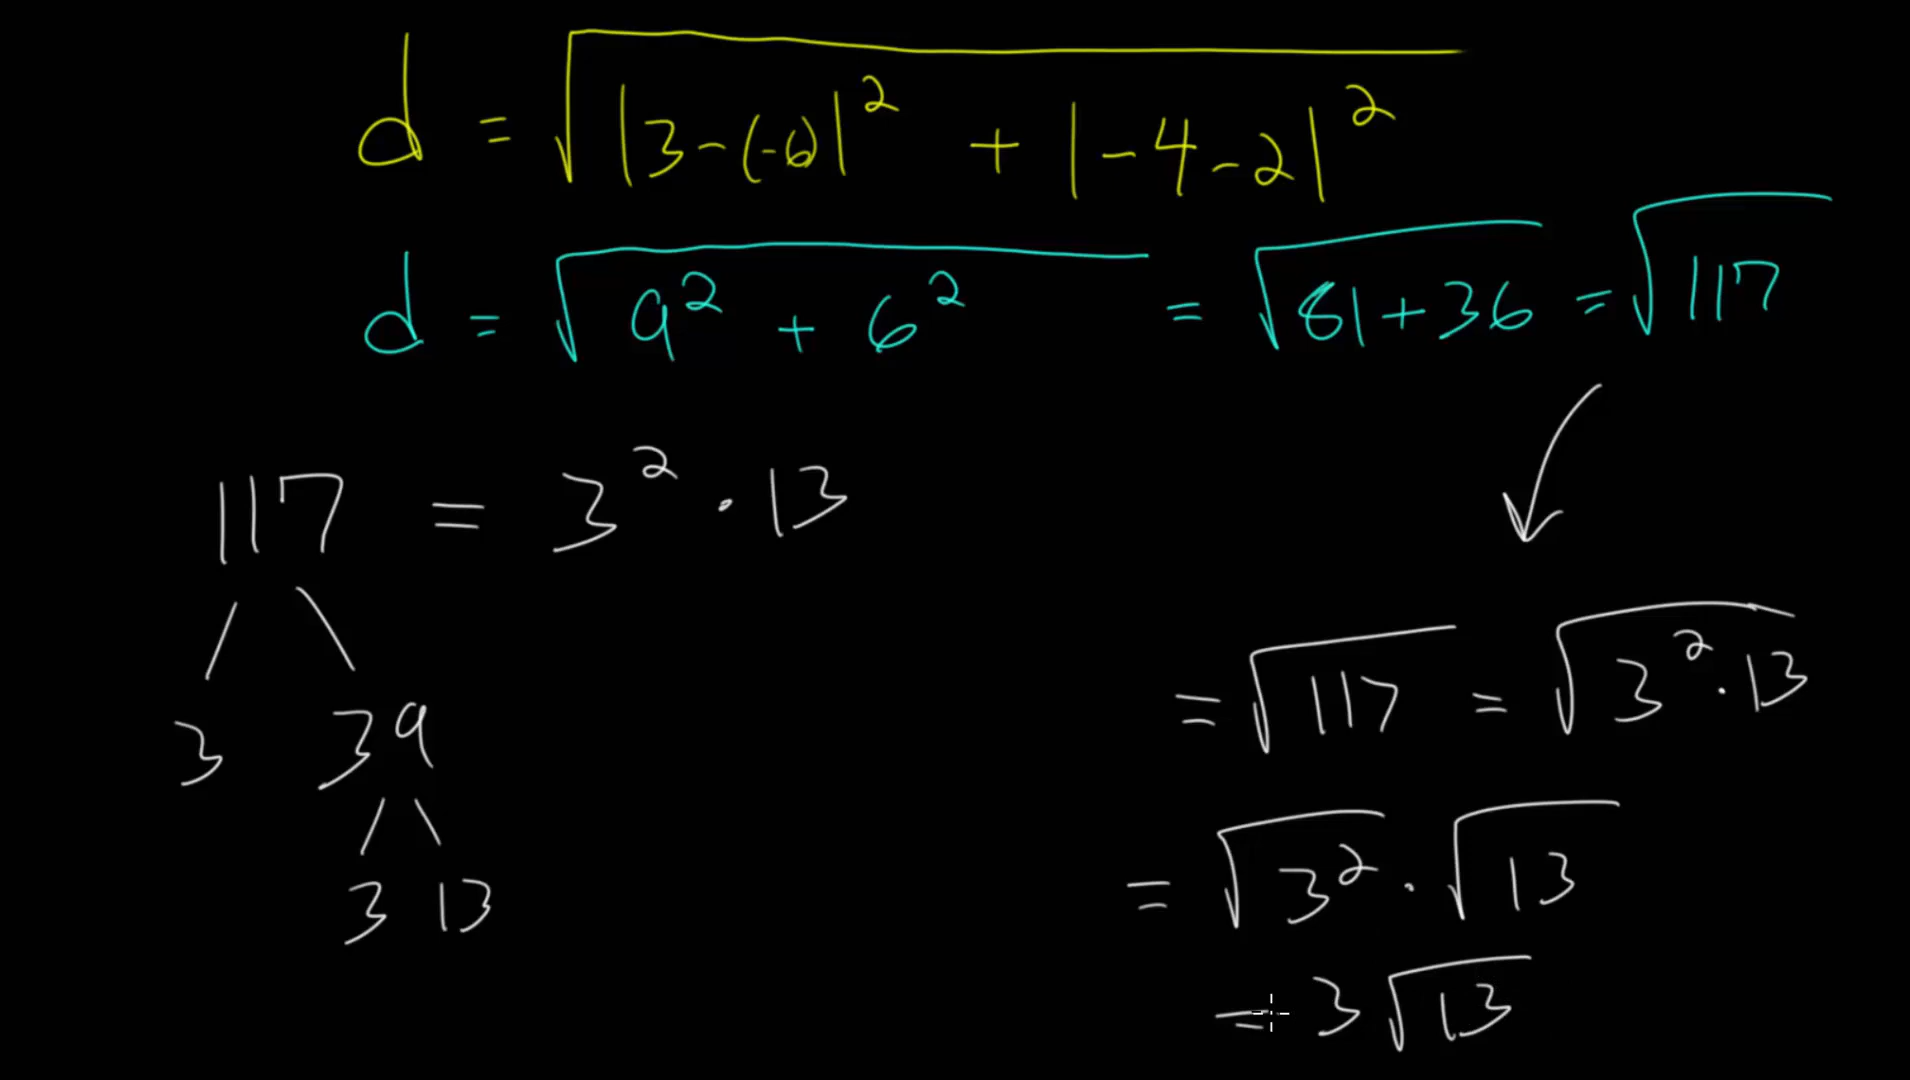 d = √|3-(-6)|² + |-4-2|²
d = √9² + 6² = √81+36 = √117
117 = 3² · 13
3 39
3 13
= √117 = √3² · 13
= √3² · √13
= 3√13